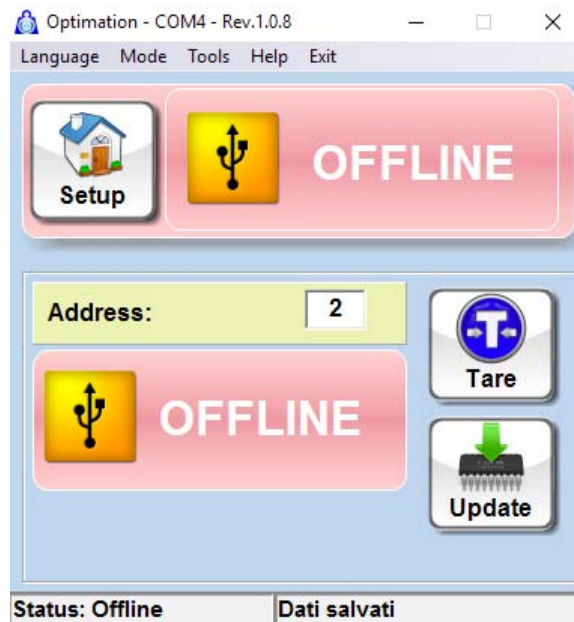 Optimation - COM4 - Rev.1.0.8
Language Mode Tools Help Exit
Setup
OFFLINE
Address: 2
Tare
OFFLINE
Update
Status: Offline Dati salvati